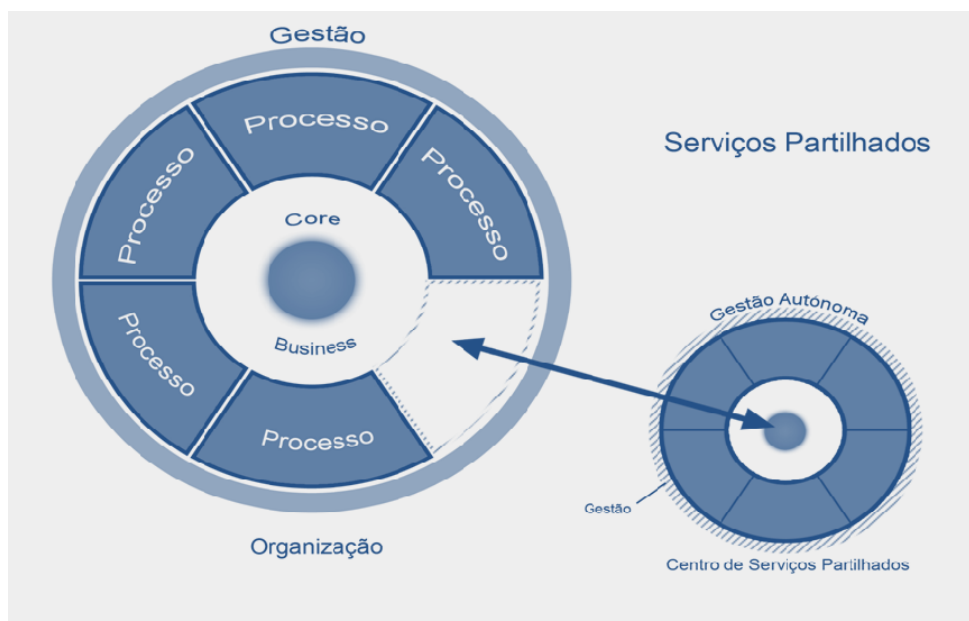 Gestão
Processo
Processo
Processo
Serviços Partilhados
Core
Business
Processo
Processo
Gestão Autónoma
Gestão
Organização
Centro de Serviços Partilhados